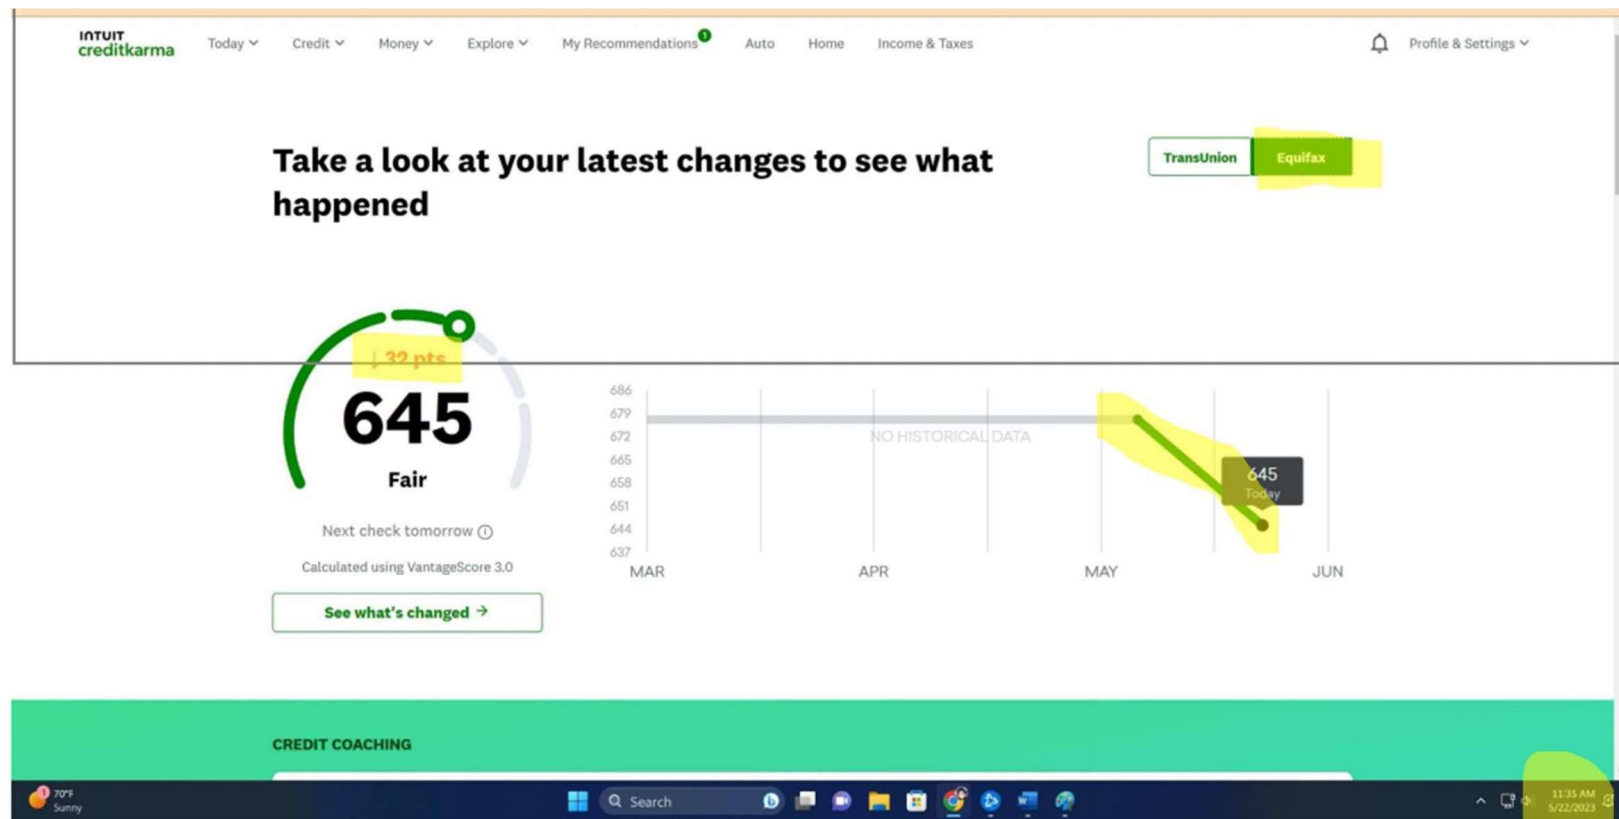 INTUIT
creditkarma
Today
Credit
Money
Explore
My Recommendations 1
Auto
Home
Income & Taxes
Profile & Settings
Take a look at your latest changes to see what
happened
TransUnion
Equifax
↓ 32 pts
645
Fair
Next check tomorrow
Calculated using VantageScore 3.0
See what's changed →
686
679
672
665
658
651
644
637
NO HISTORICAL DATA
645
Today
MAR
APR
MAY
JUN
CREDIT COACHING
1
70°F
Sunny
Search
11:35 AM
5/22/2023